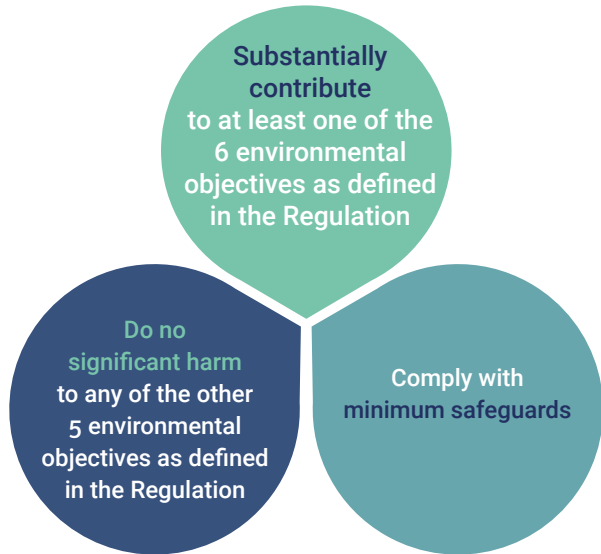 Substantially
contribute
to at least one of the
6 environmental
objectives as defined
in the Regulation
Do no
significant harm
to any of the other
5 environmental
objectives as defined
in the Regulation
Comply with
minimum safeguards